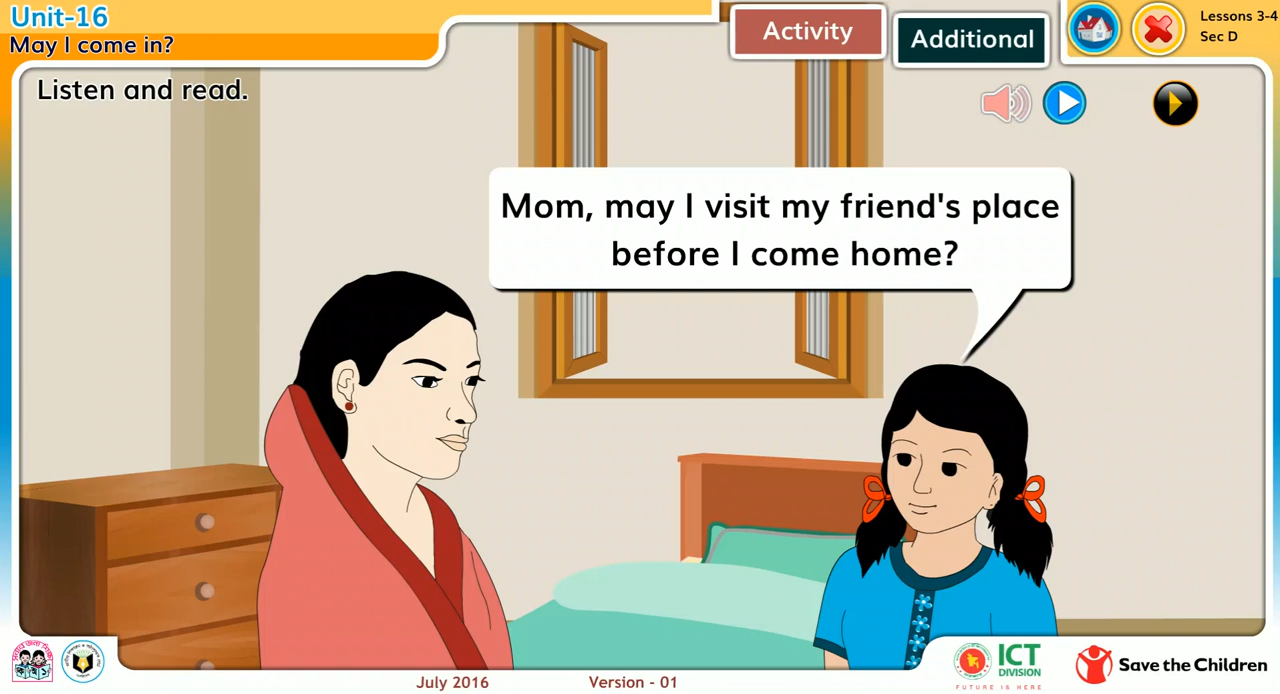 Unit-16
May I come in?
Activity
Additional
Lessons 3-4
Sec D
Listen and read.
Mom, may I visit my friend's place
before I come home?
July 2016
Version - 01
ICT
DIVISION
FUTURE IS HERE
Save the Children